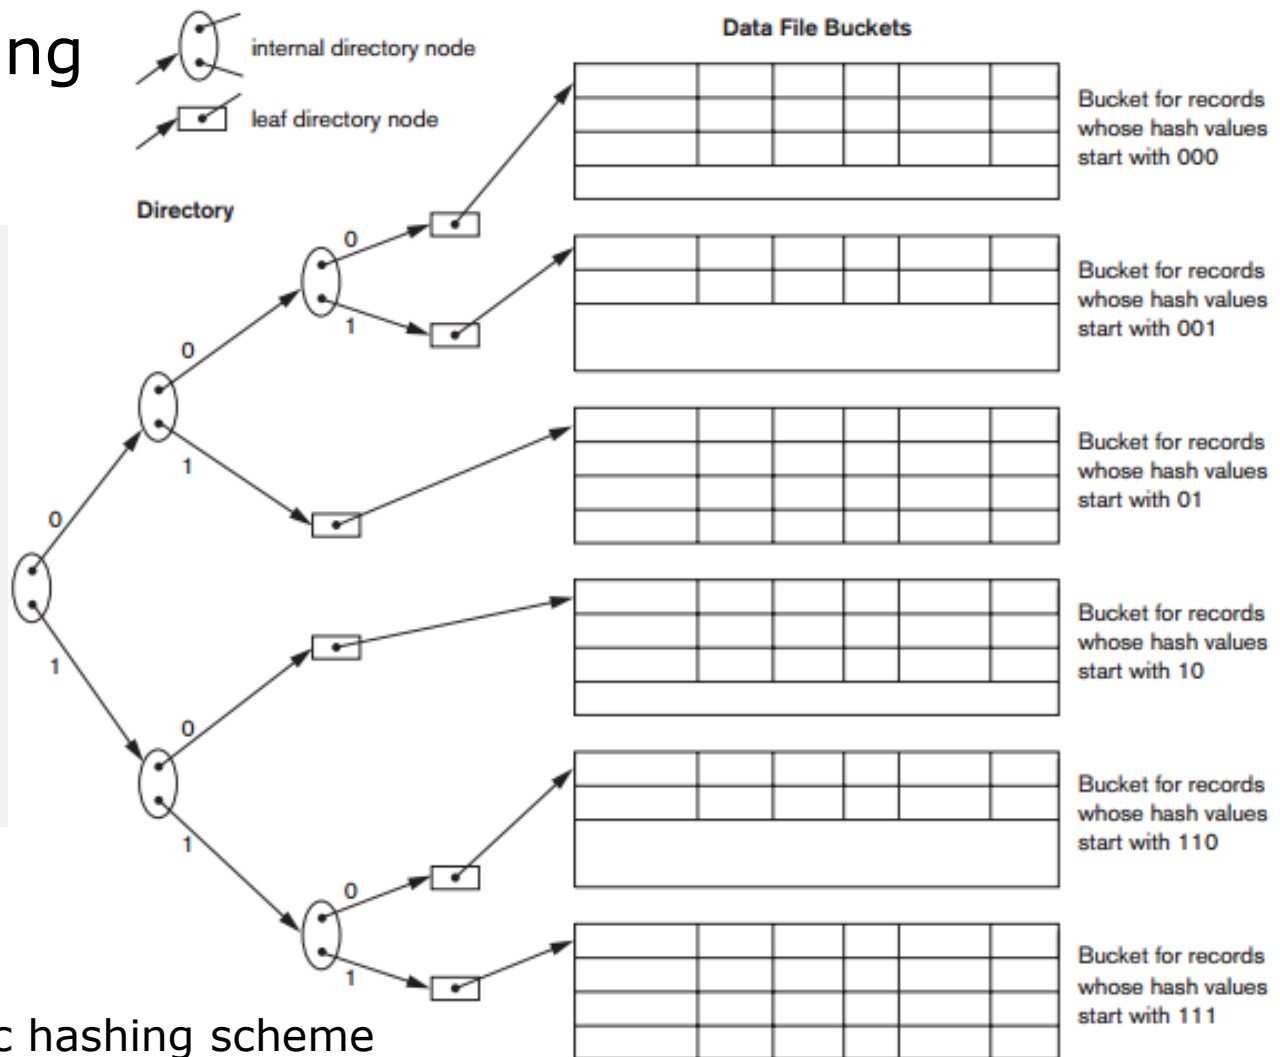 ng
internal directory node
leaf directory node
Directory
Data File Buckets
0
1
0
1
0
1
0
1
0
1
Bucket for records
whose hash values
start with 000
Bucket for records
whose hash values
start with 001
Bucket for records
whose hash values
start with 01
Bucket for records
whose hash values
start with 10
Bucket for records
whose hash values
start with 110
Bucket for records
whose hash values
start with 111
c hashing scheme